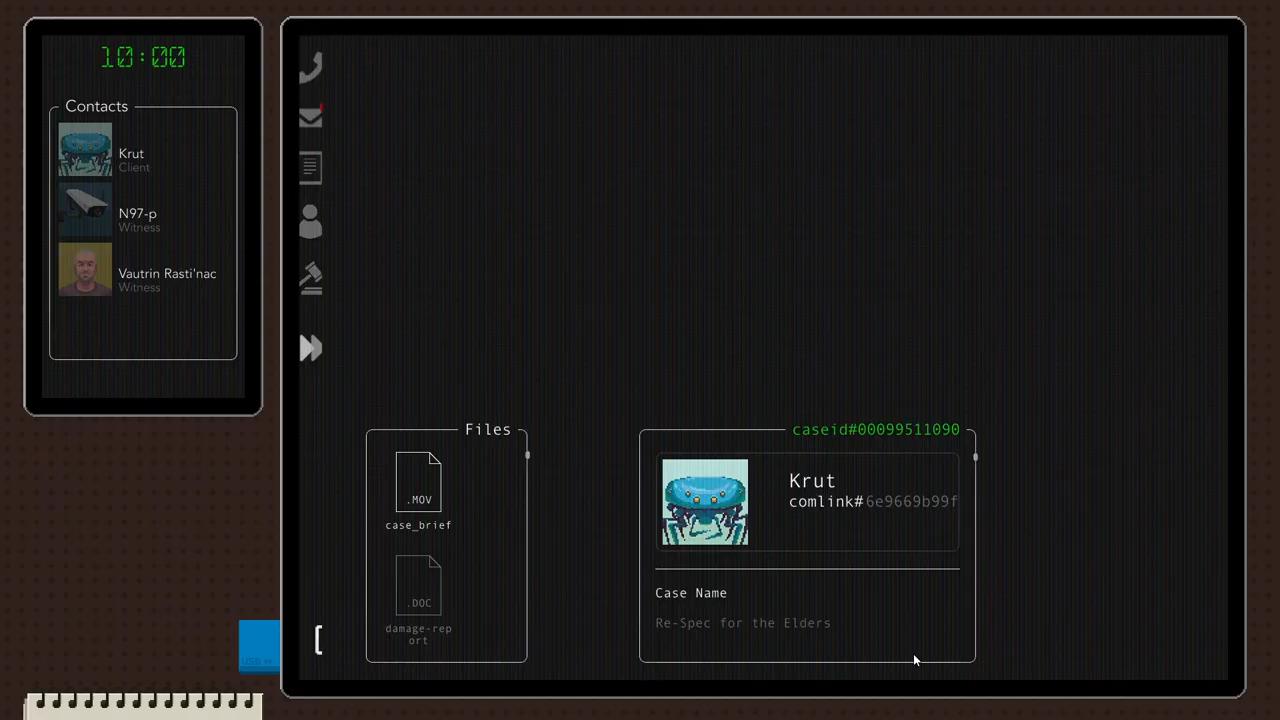 10:00
Contacts
Krut
Client
N97-p
Witness
Vautrin Rasti'nac
Witness
Files
.MOV
case_brief
.DOC
damage-rep
ort
caseid#00099511090
Krut
comlink#6e9669b99f
Case Name
Re-Spec for the Elders
[